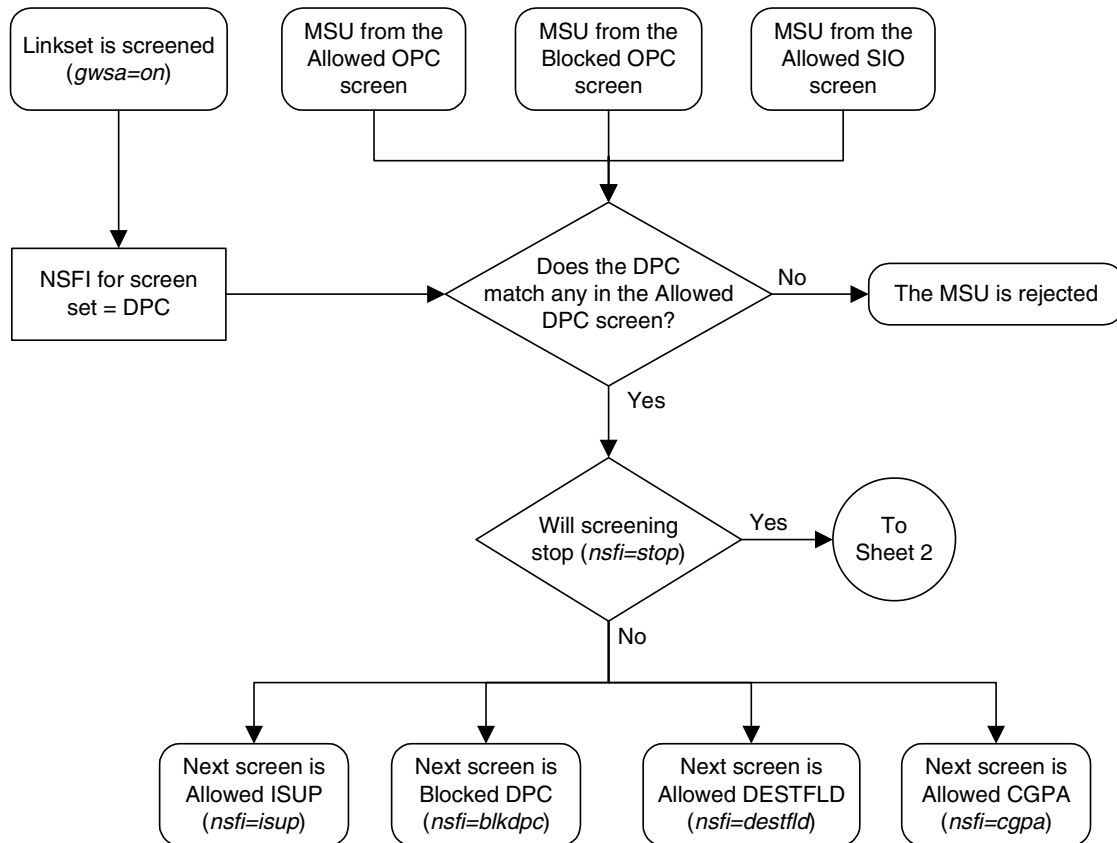 Linkset is screened
(gwsa=on)
MSU from the
Allowed OPC
screen
MSU from the
Blocked OPC
screen
MSU from the
Allowed SIO
screen
NSFI for screen
set = DPC
Does the DPC
match any in the Allowed
DPC screen?
No
The MSU is rejected
Yes
Will screening
stop (nsfi=stop)
Yes
To
Sheet 2
No
Next screen is
Allowed ISUP
(nsfi=isup)
Next screen is
Blocked DPC
(nsfi=blkdpc)
Next screen is
Allowed DESTFLD
(nsfi=destfld)
Next screen is
Allowed CGPA
(nsfi=cgpa)